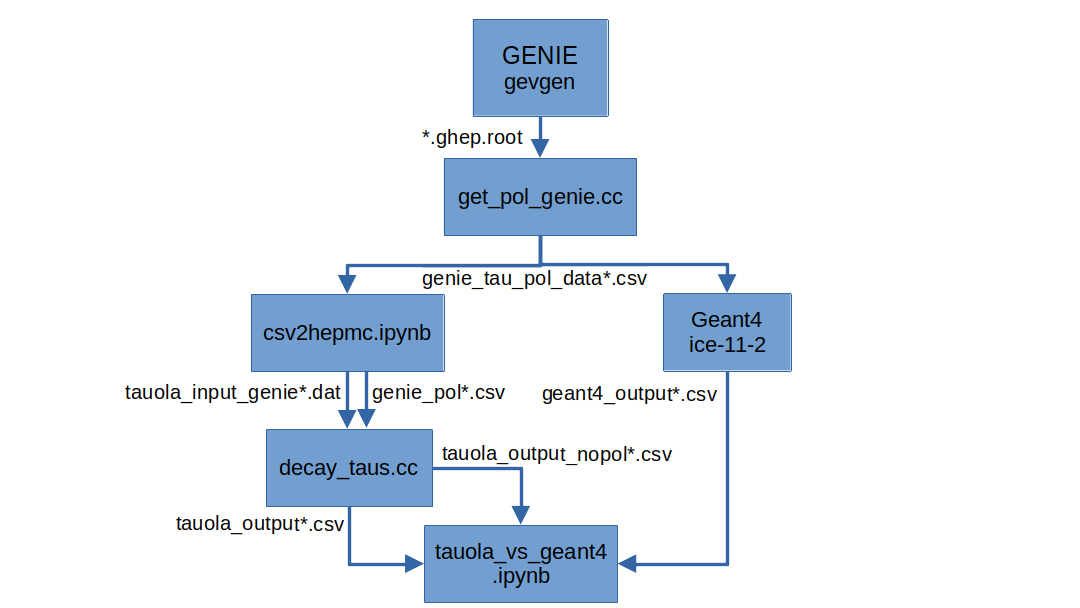 GENIE
gevgen
*.ghep.root
get_pol_genie.cc
genie_tau_pol_data*.csv
csv2hepmc.ipynb
Geant4
ice-11-2
tauola_input_genie*.dat
genie_pol*.csv
geant4_output*.csv
decay_taus.cc
tauola_output_nopol*.csv
tauola_output*.csv
tauola_vs_geant4
.ipynb